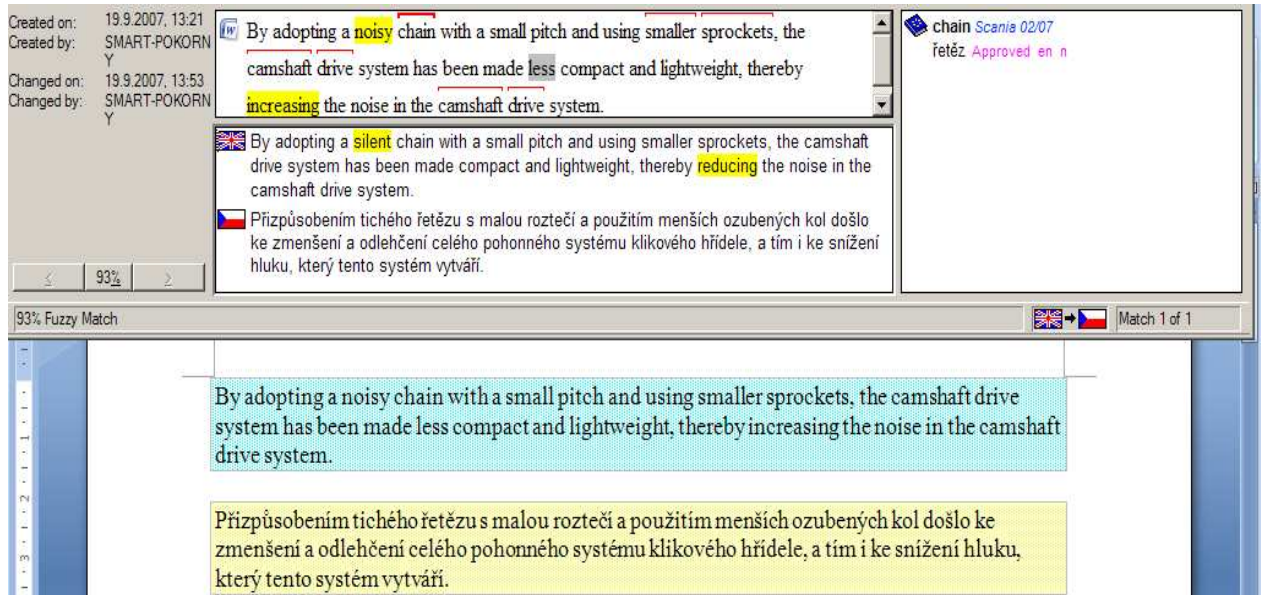 Created on: 19.9.2007, 13:21
Created by: SMART-POKORN
Y
Changed on: 19.9.2007, 13:53
Changed by: SMART-POKORN
Y
< 93% >
By adopting a noisy chain with a small pitch and using smaller sprockets, the
camshaft drive system has been made less compact and lightweight, thereby
increasing the noise in the camshaft drive system.
By adopting a silent chain with a small pitch and using smaller sprockets, the camshaft
drive system has been made compact and lightweight, thereby reducing the noise in the
camshaft drive system.
Přizpůsobením tichého řetězu s malou roztečí a použitím menších ozubených kol došlo
ke zmenšení a odlehčení celého pohonného systému klikového hřídele, a tím i ke snížení
hluku, který tento systém vytváří.
chain Scania 02/07
řetěz Approved en n
93% Fuzzy Match
Match 1 of 1
By adopting a noisy chain with a small pitch and using smaller sprockets, the camshaft drive
system has been made less compact and lightweight, thereby increasing the noise in the camshaft
drive system.
Přizpůsobením tichého řetězu s malou roztečí a použitím menších ozubených kol došlo ke
zmenšení a odlehčení celého pohonného systému klikového hřídele, a tím i ke snížení hluku,
který tento systém vytváří.
1
2
3